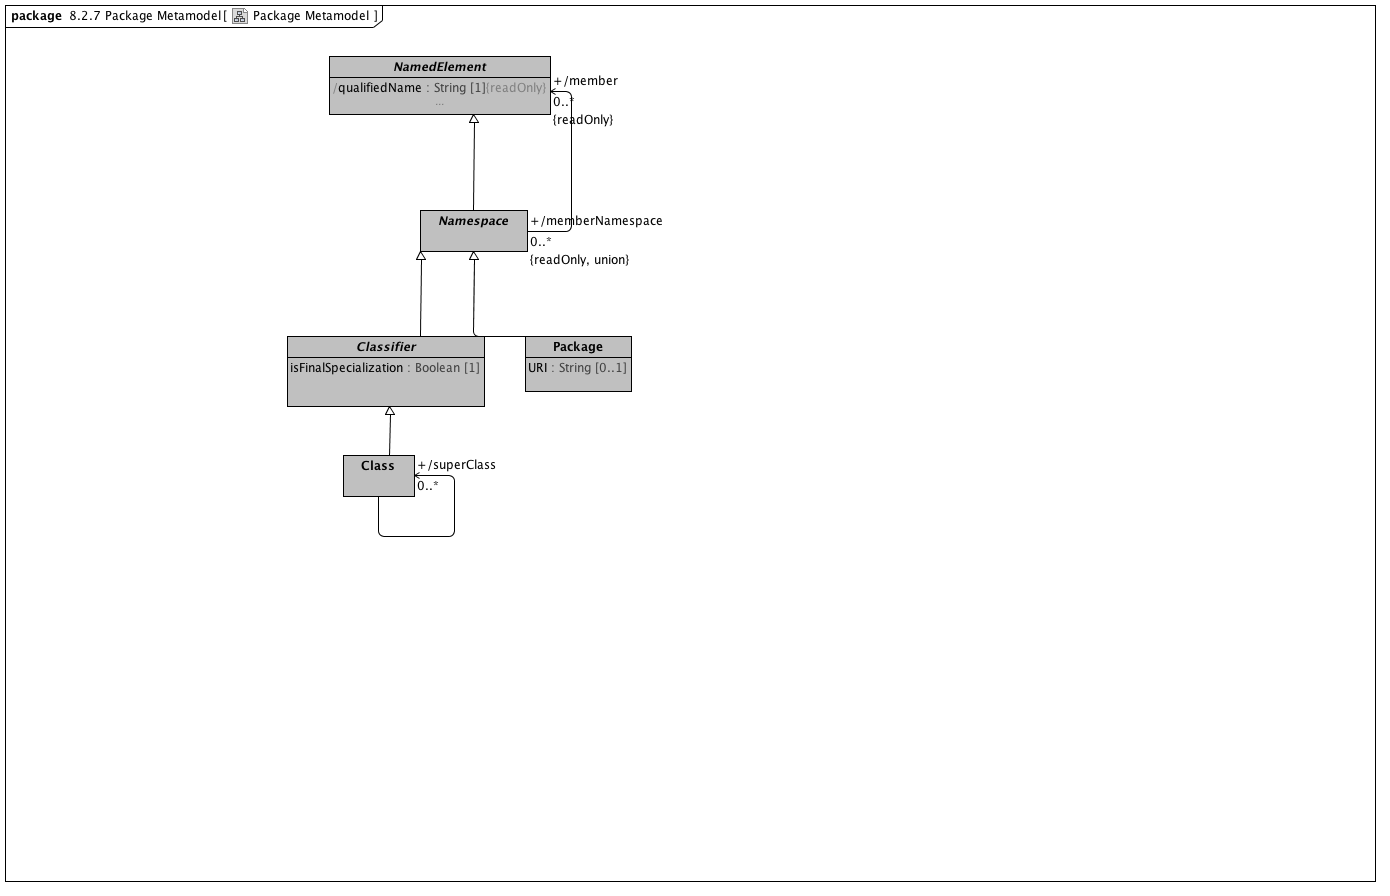 package 8.2.7 Package Metamodel[ Package Metamodel ]
NamedElement
/qualifiedName : String [1]{readOnly}
...
+/member
0..*
{readOnly}
Namespace
+/memberNamespace
0..*
{readOnly, union}
Classifier
isFinalSpecialization : Boolean [1]
Package
URI : String [0..1]
Class
+/superClass
0..*